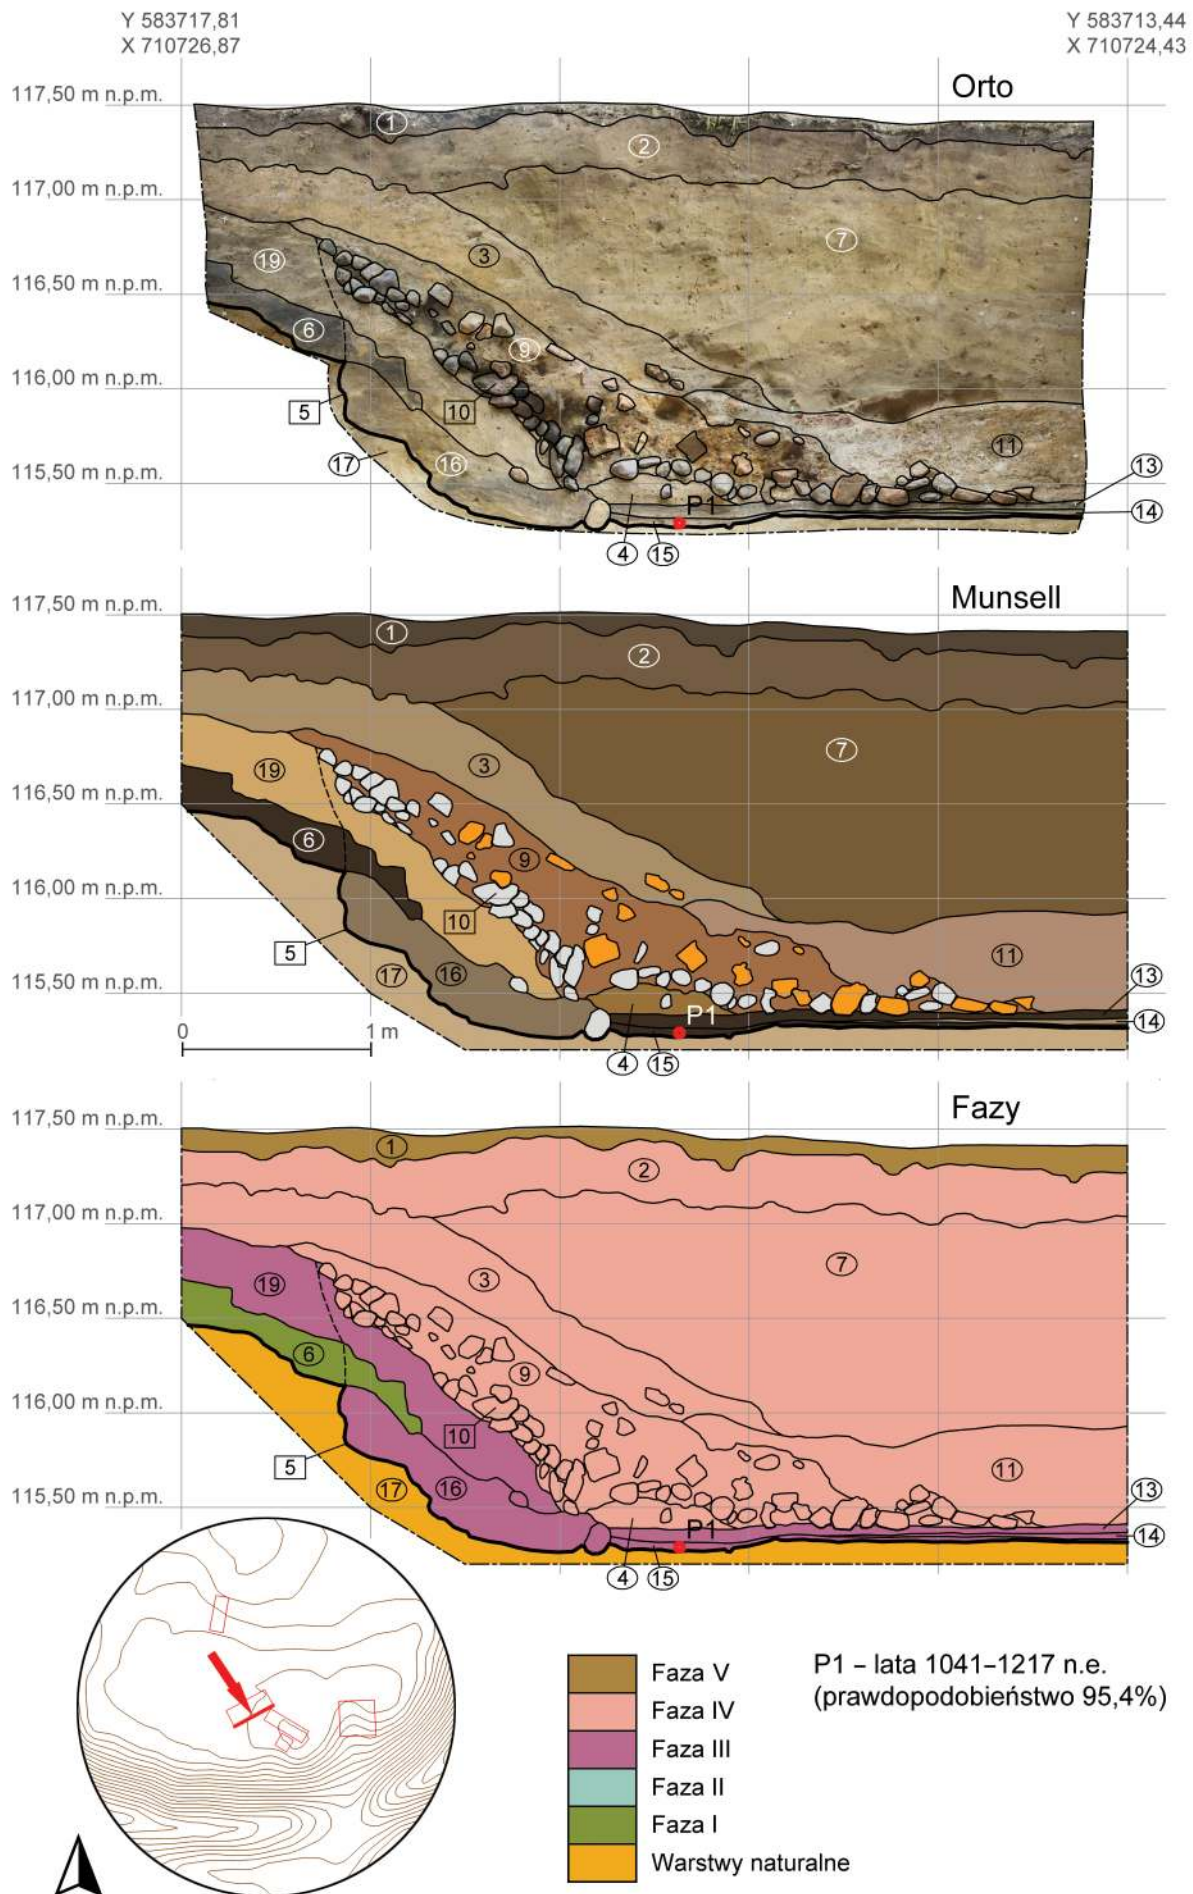 Y 583717,81
X 710726,87
Y 583713,44
X 710724,43
Orto
117,50 m n.p.m.
117,00 m n.p.m.
116,50 m n.p.m.
116,00 m n.p.m.
115,50 m n.p.m.
1
2
7
3
19
6
9
5
10
11
17
16
13
P1
14
4
15
Munsell
117,50 m n.p.m.
117,00 m n.p.m.
116,50 m n.p.m.
116,00 m n.p.m.
115,50 m n.p.m.
1
2
7
3
19
6
9
10
5
11
17
16
13
0
1 m
P1
14
4
15
Fazy
117,50 m n.p.m.
117,00 m n.p.m.
116,50 m n.p.m.
116,00 m n.p.m.
115,50 m n.p.m.
1
2
7
3
19
6
9
10
5
11
17
16
13
P1
14
4
15
Faza V
Faza IV
Faza III
Faza II
Faza I
Warstwy naturalne
P1 – lata 1041–1217 n.e.
(prawdopodobieństwo 95,4%)